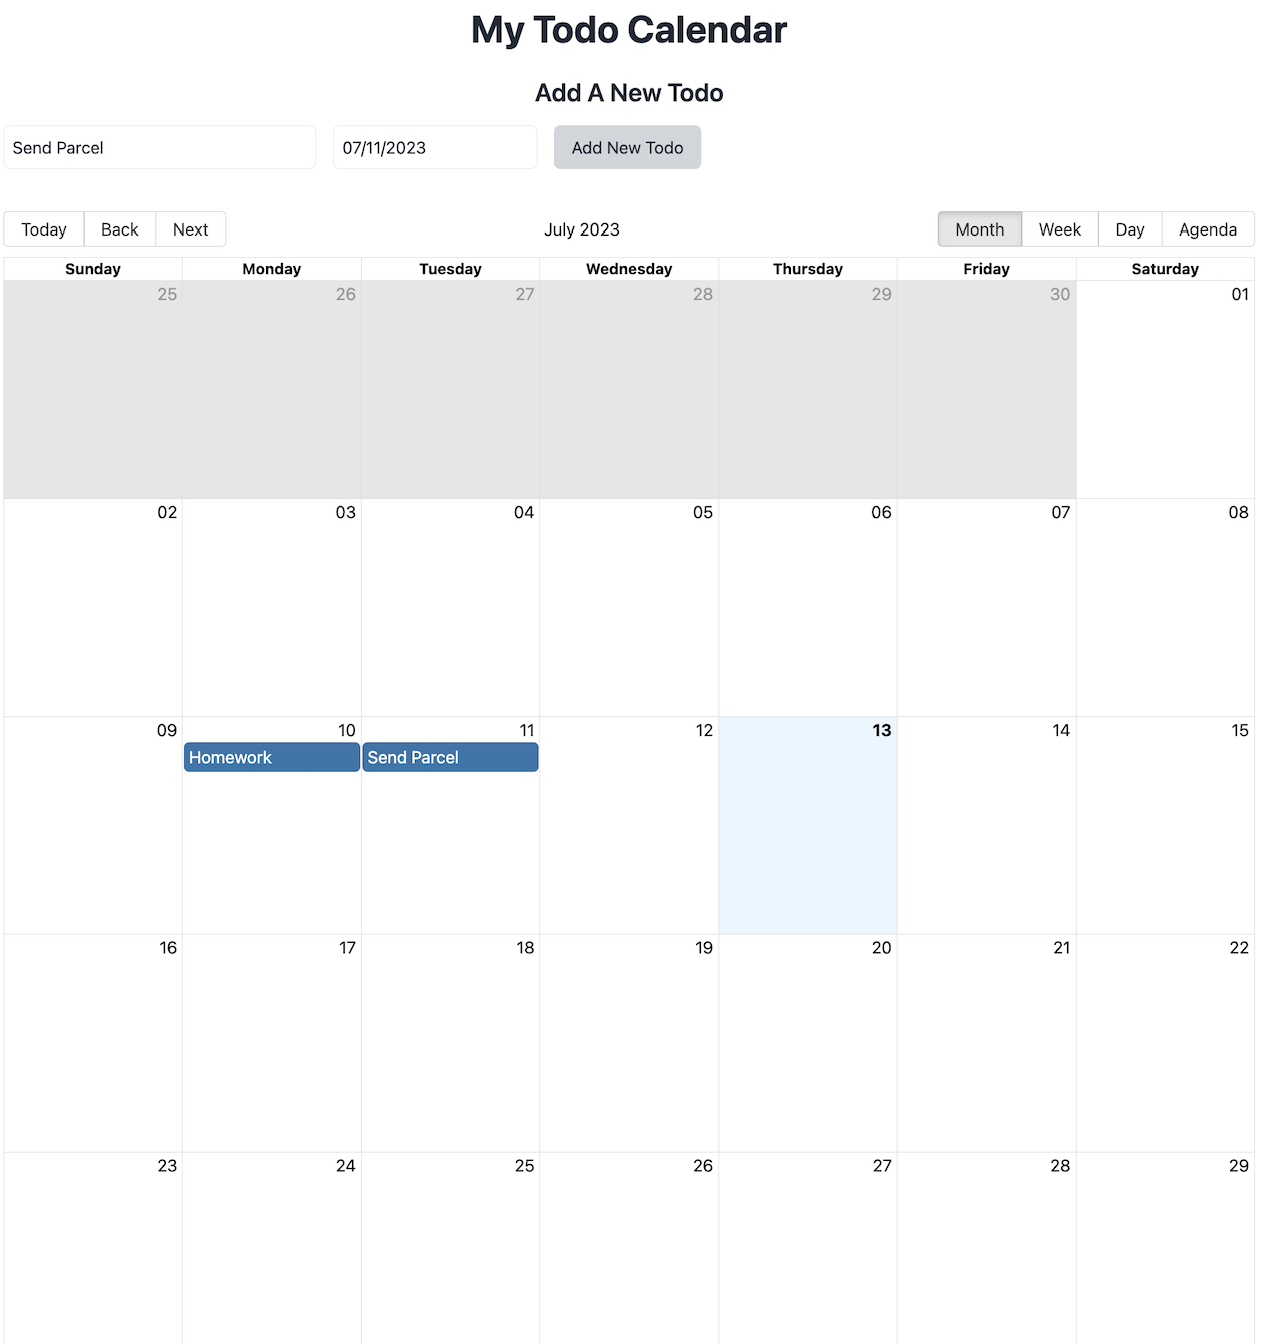 My Todo Calendar
Add A New Todo
Send Parcel 07/11/2023 Add New Todo
Today Back Next July 2023 Month Week Day Agenda
Sunday Monday Tuesday Wednesday Thursday Friday Saturday
25 26 27 28 29 30 01
02 03 04 05 06 07 08
09 10 11 12 13 14 15
Homework Send Parcel
16 17 18 19 20 21 22
23 24 25 26 27 28 29